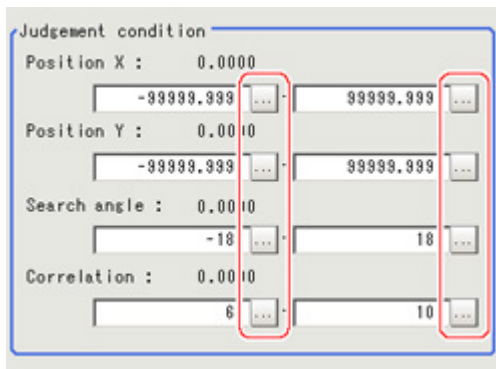 Judgement condition
Position X : 0.0000
-99999.999 ... - 99999.999 ...
Position Y : 0.0000
-99999.999 ... - 99999.999 ...
Search angle : 0.0000
-18 ... - 18 ...
Correlation : 0.0000
6 ... - 10 ...